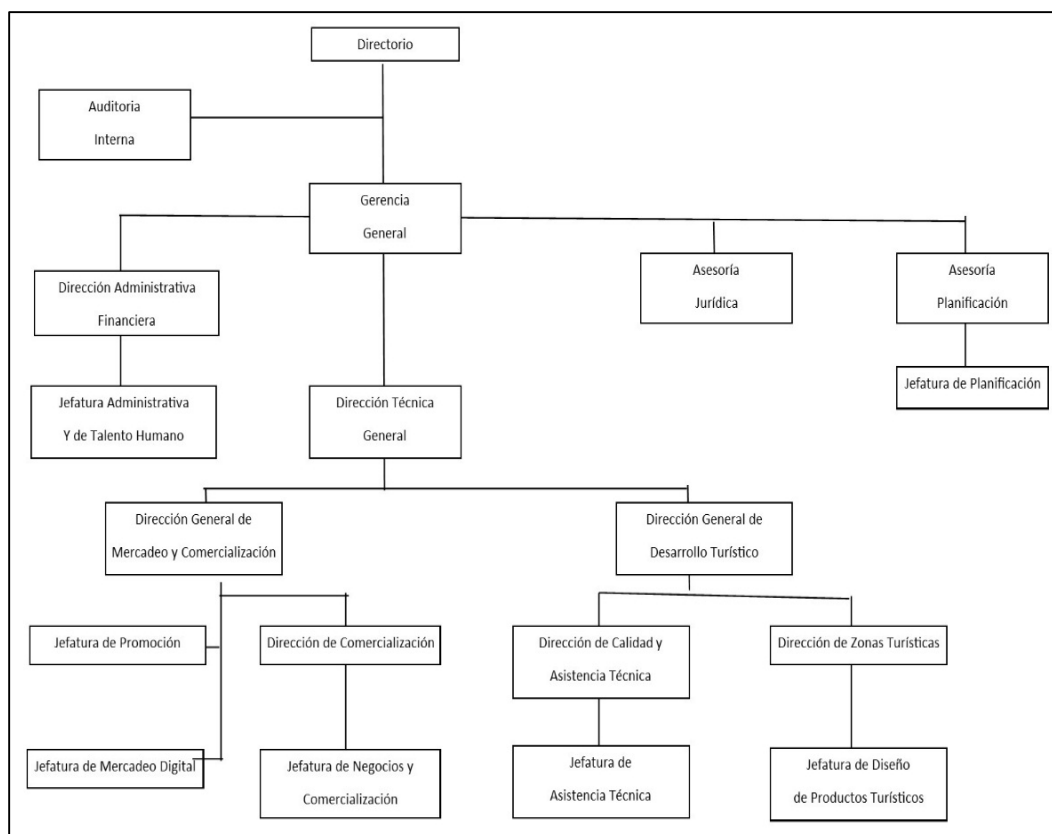 Directorio
Auditoria
Interna
Gerencia
General
Dirección Administrativa
Financiera
Asesoría
Jurídica
Asesoría
Planificación
Jefatura de Planificación
Jefatura Administrativa
Y de Talento Humano
Dirección Técnica
General
Dirección General de
Mercadeo y Comercialización
Dirección General de
Desarrollo Turístico
Jefatura de Promoción
Dirección de Comercialización
Dirección de Calidad y
Asistencia Técnica
Dirección de Zonas Turísticas
Jefatura de Mercadeo Digital
Jefatura de Negocios y
Comercialización
Jefatura de
Asistencia Técnica
Jefatura de Diseño
de Productos Turísticos